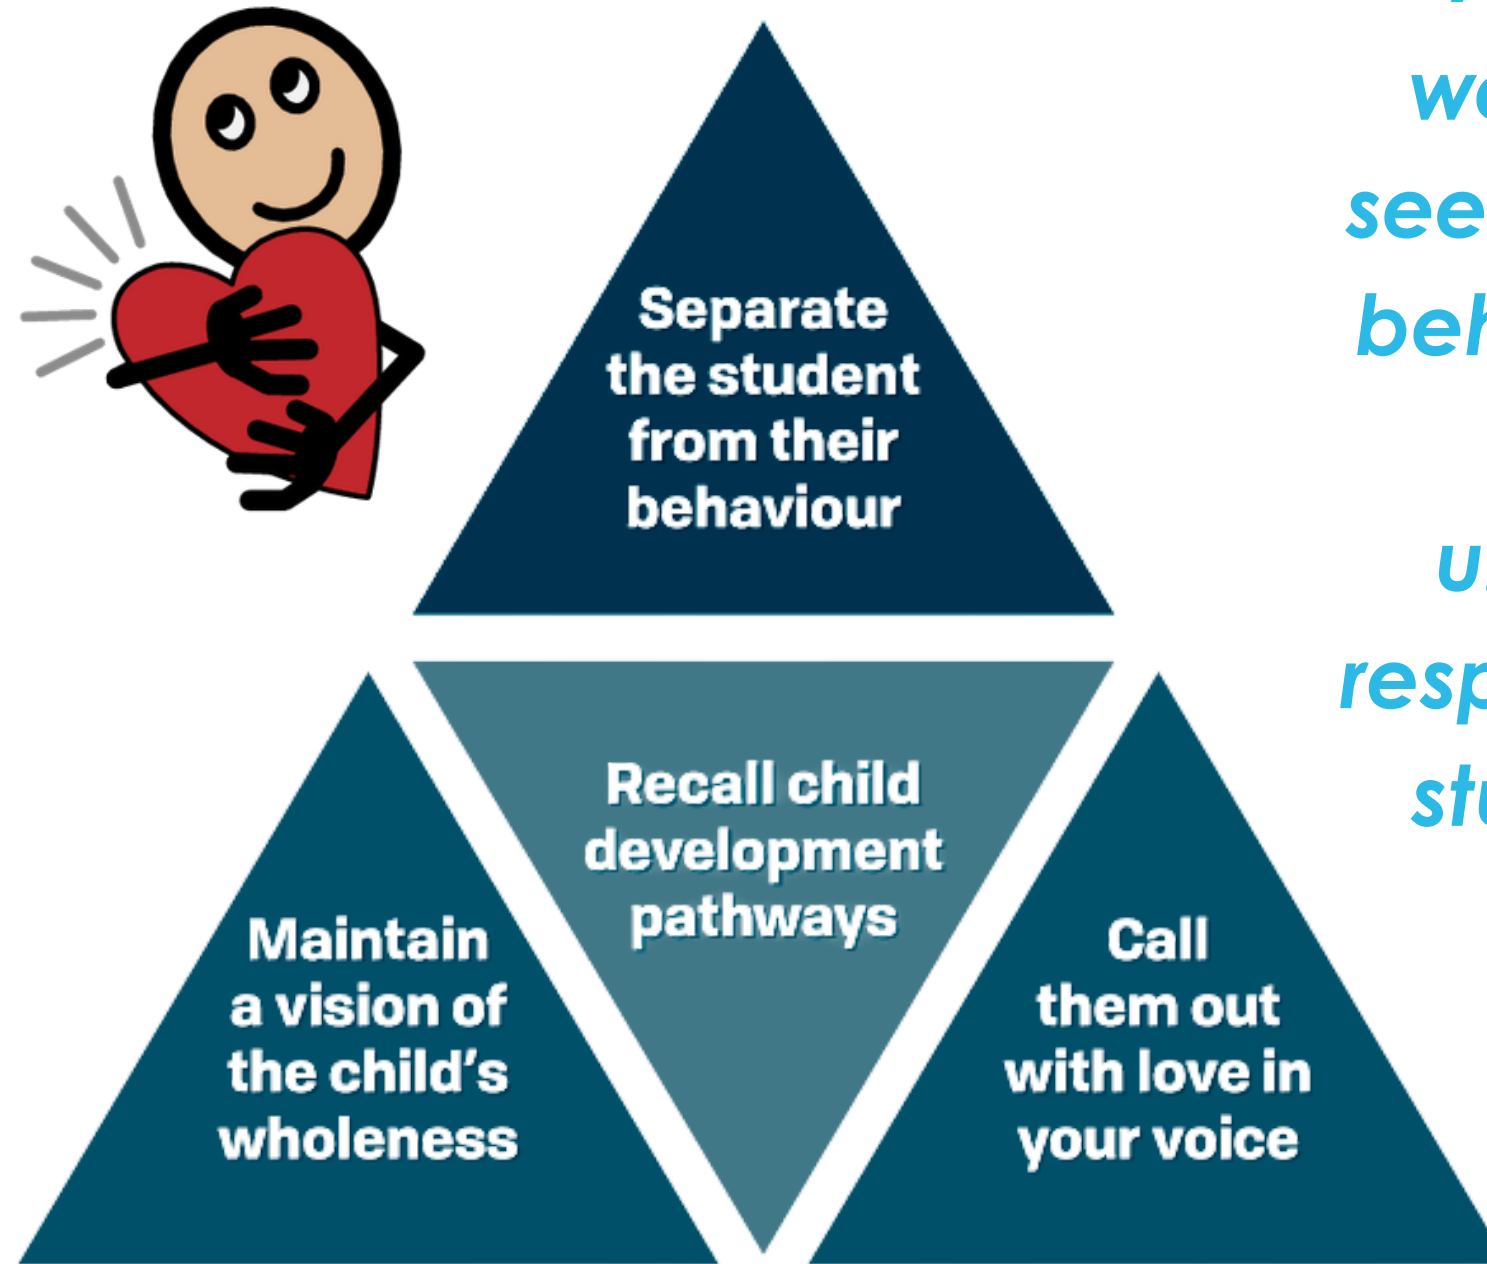 Separate
the student
from their
behaviour
Recall child
development
pathways
Maintain
a vision of
the child’s
wholeness
Call
them out
with love in
your voice
see